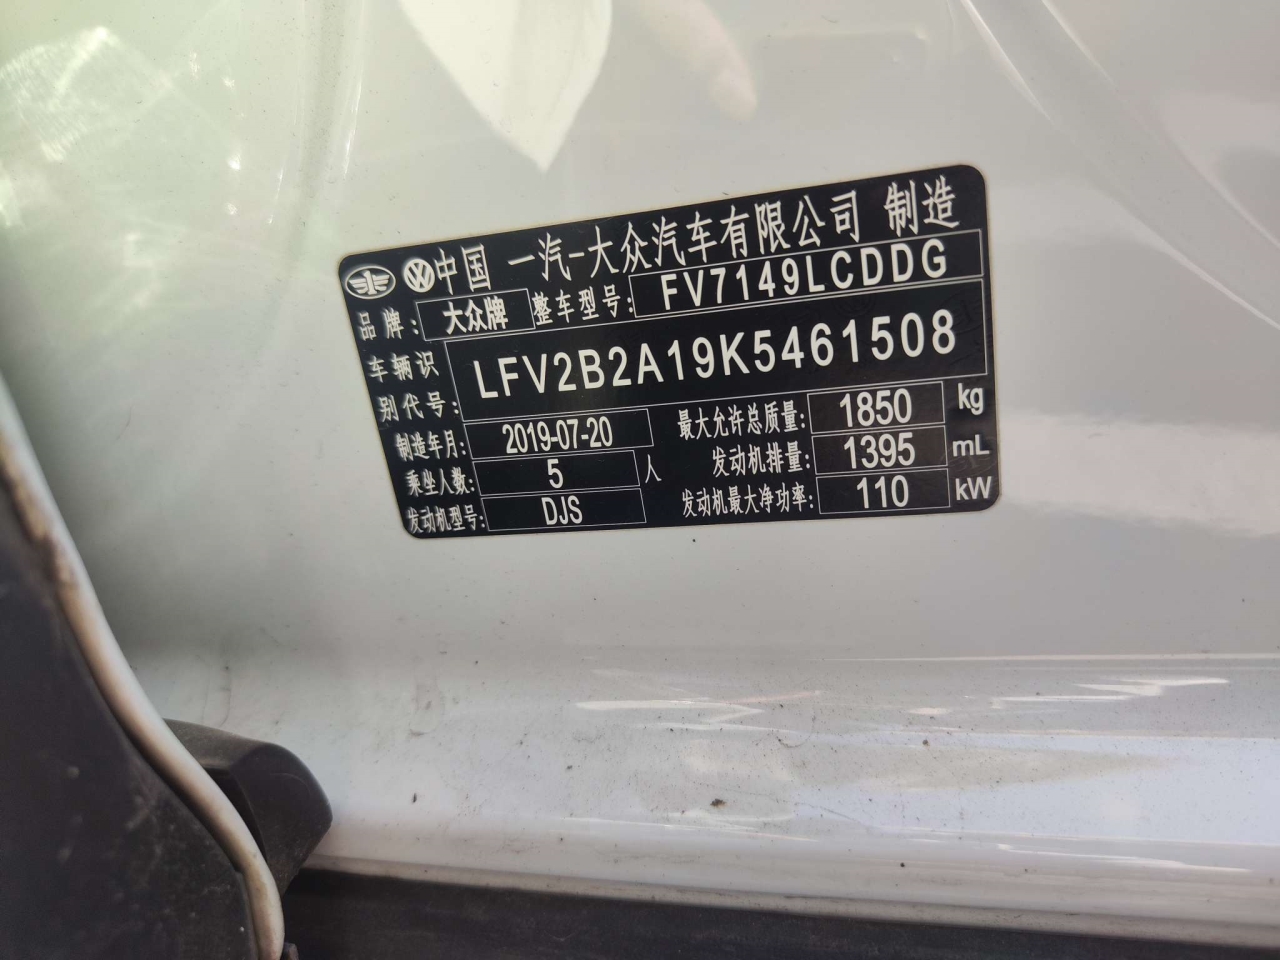 中国 一汽-大众汽车有限公司 制造
品牌: 大众牌 整车型号: FV7149LCDDG
车辆识别代号: LFV2B2A19K5461508
制造年月: 2019-07-20 最大允许总质量: 1850 kg
乘坐人数: 5 人 发动机排量: 1395 mL
发动机型号: DJS 发动机最大净功率: 110 kW